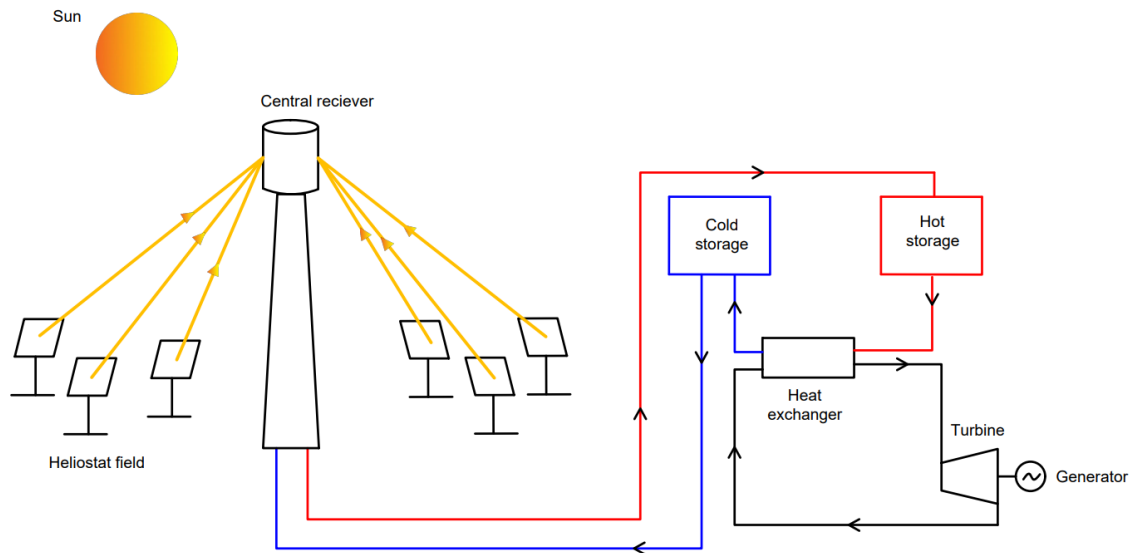 Sun
Central reciever
Cold
storage
Hot
storage
Heat
exchanger
Turbine
Heliostat field
Generator